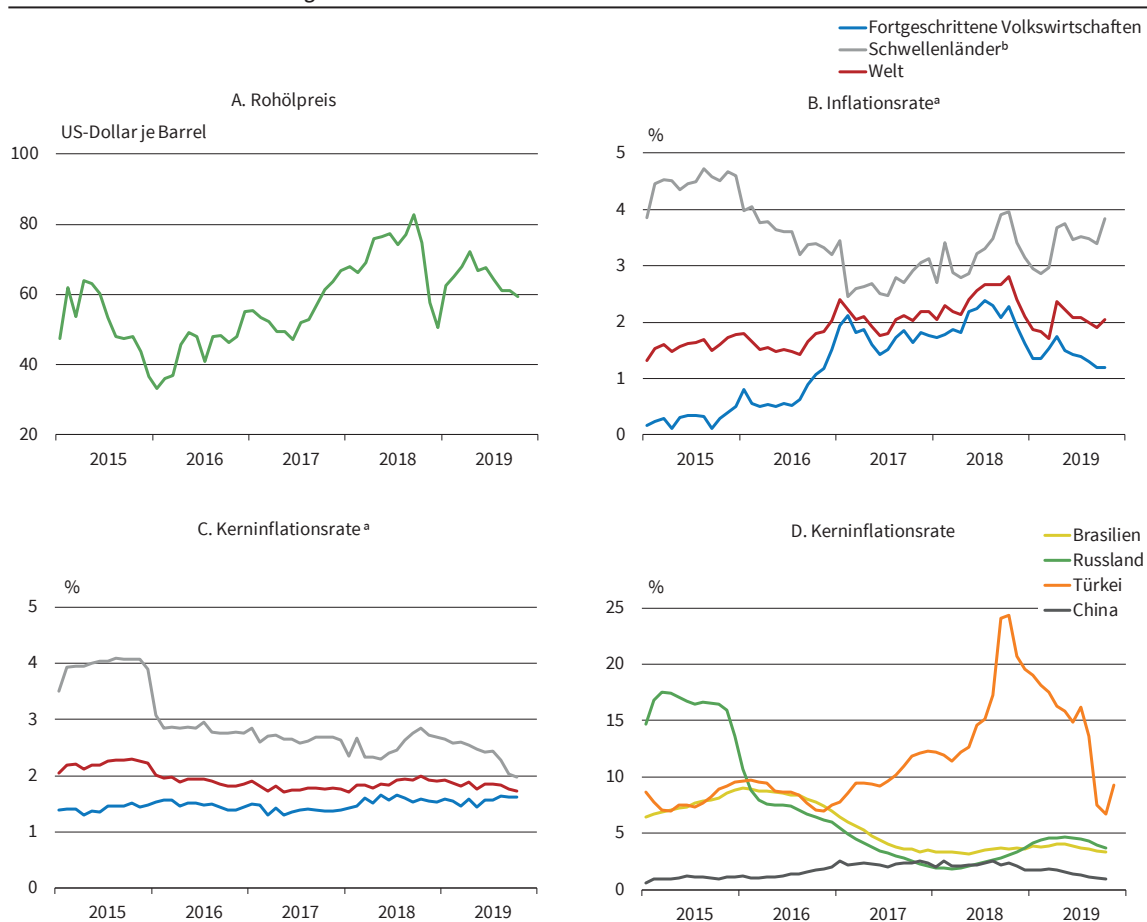 Fortgeschrittene Volkswirtschaften
Schwellenländerᵇ
Welt
A. Rohölpreis
US-Dollar je Barrel
100
80
60
40
20
2015 2016 2017 2018 2019
B. Inflationsrateᵃ
%
5
4
3
2
1
0
2015 2016 2017 2018 2019
C. Kerninflationsrate ᵃ
%
5
4
3
2
1
0
2015 2016 2017 2018 2019
D. Kerninflationsrate
Brasilien
Russland
Türkei
China
%
25
20
15
10
5
0
2015 2016 2017 2018 2019